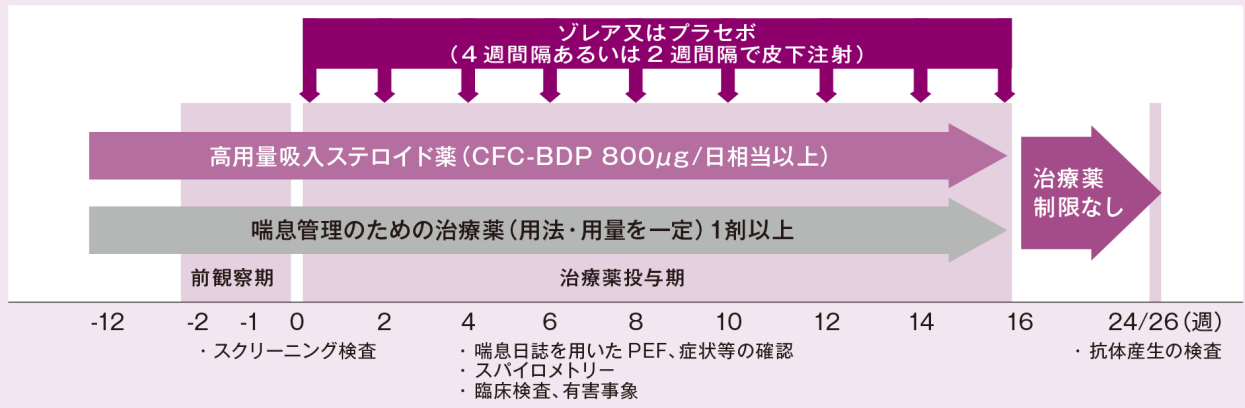 ゾレア又はプラセボ
(4週間隔あるいは2週間隔で皮下注射)
高用量吸入ステロイド薬(CFC-BDP 800μg/日相当以上)
治療薬
制限なし
喘息管理のための治療薬(用法・用量を一定)1剤以上
前観察期 治療薬投与期
-12 -2 -1 0 2 4 6 8 10 12 14 16 24/26(週)
・スクリーニング検査
・喘息日誌を用いたPEF、症状等の確認
・スパイロメトリー
・臨床検査、有害事象
・抗体産生の検査